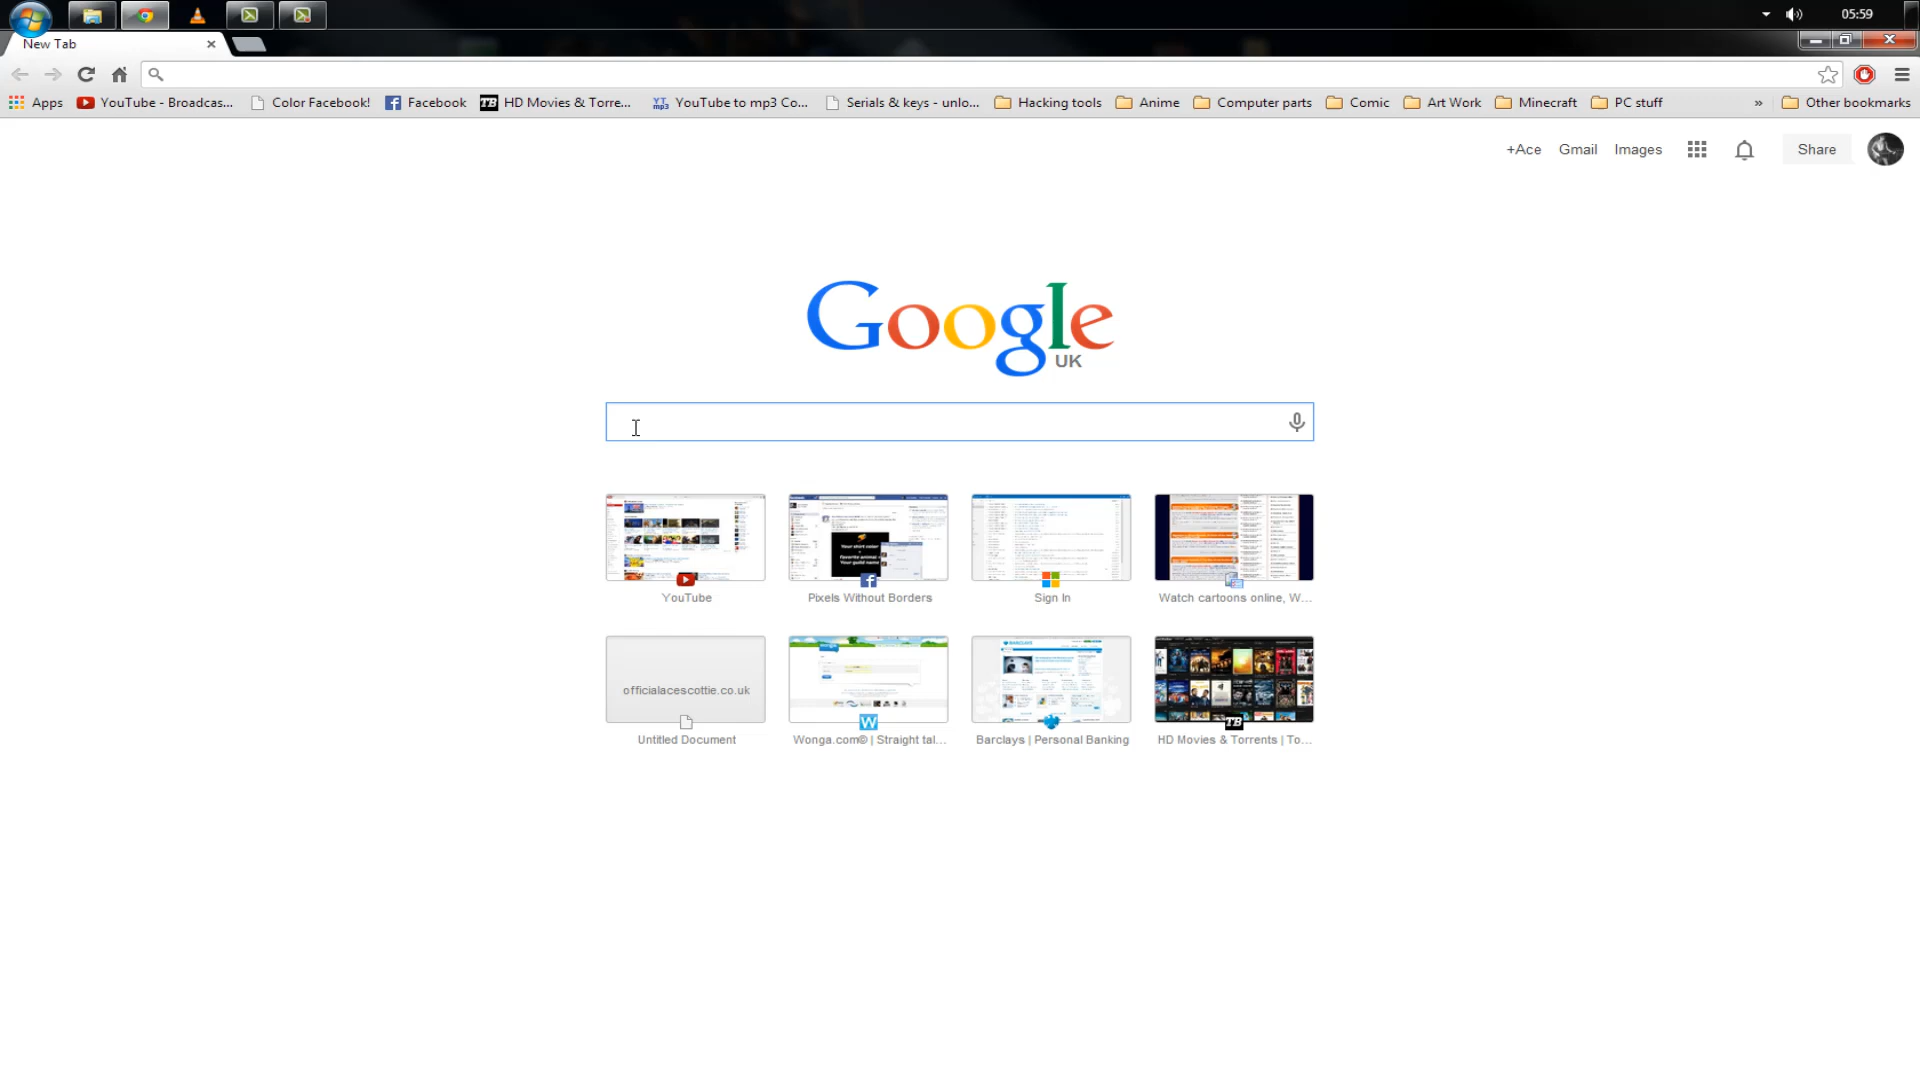 05:59
New Tab
Apps YouTube - Broadcas... Color Facebook! Facebook HD Movies & Torre... YouTube to mp3 Co... Serials & keys - unlo... Hacking tools Anime Computer parts Comic Art Work Minecraft PC stuff » Other bookmarks
+Ace Gmail Images Share
Google
UK
YouTube Pixels Without Borders Sign In Watch cartoons online, W...
officialacescottie.co.uk
Untitled Document Wonga.com© | Straight tal... Barclays | Personal Banking HD Movies & Torrents | To...